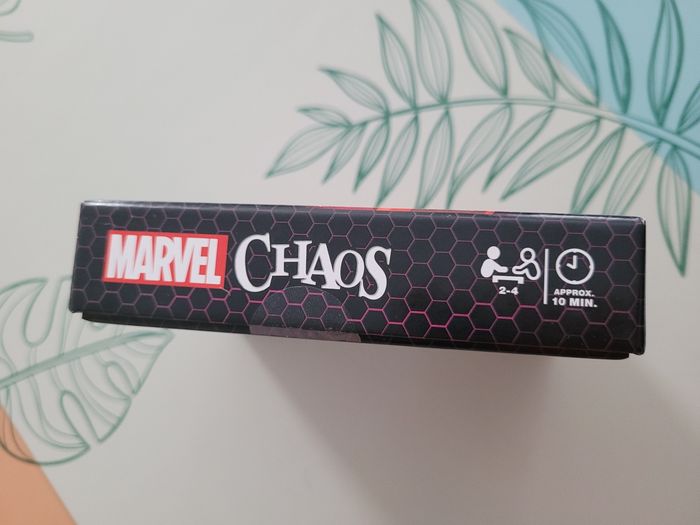 MARVEL CHAOS
2-4
APPROX.
10 MIN.